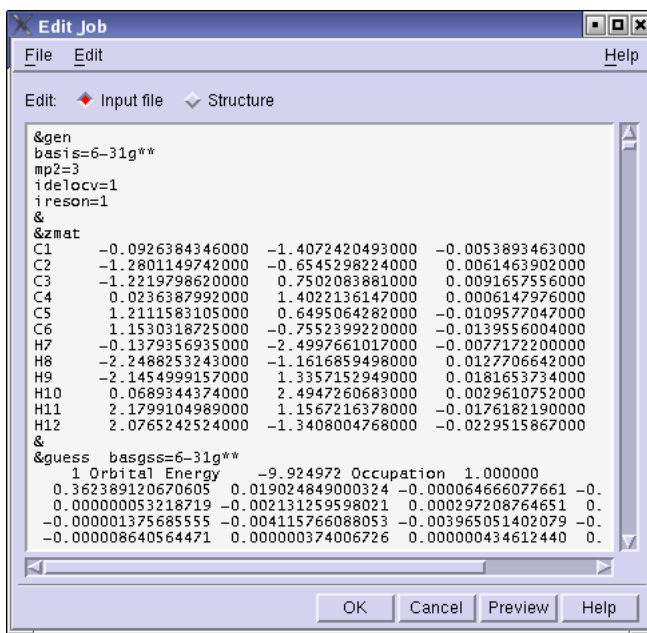 Edit Job
File Edit Help
Edit: Input file Structure
&gen
basis=6-31g**
mp2=3
idelocv=1
ireson=1
&
&zmat
C1 -0.0926384346000 -1.4072420493000 -0.0053893463000
C2 -1.2801149742000 -0.6545298224000 0.0061463902000
C3 -1.2219798620000 0.7502083881000 0.0091657556000
C4 0.0236387992000 1.4022136147000 0.0006147976000
C5 1.2111583105000 0.6495064282000 -0.0109577047000
C6 1.1530318725000 -0.7552399220000 -0.0139556004000
H7 -0.1379356935000 -2.4997661017000 -0.0077172200000
H8 -2.2488253243000 -1.1616859498000 0.0127706642000
H9 -2.1454999157000 1.3357152949000 0.0181653734000
H10 0.0689344374000 2.4947260683000 0.0029610752000
H11 2.1799104989000 1.1567216378000 -0.0176182190000
H12 2.0765242524000 -1.3408004768000 -0.0229515867000
&
&guess basgss=6-31g**
1 Orbital Energy -9.924972 Occupation 1.000000
0.362389120670605 0.019024849000324 -0.000064666077661 -0.
0.000000053218719 -0.002131259598021 0.000297208764651 0.
-0.000001375685555 -0.004115766088053 -0.003965051402079 -0.
-0.000008640564471 0.000000374006726 0.000000434612440 0.
OK Cancel Preview Help